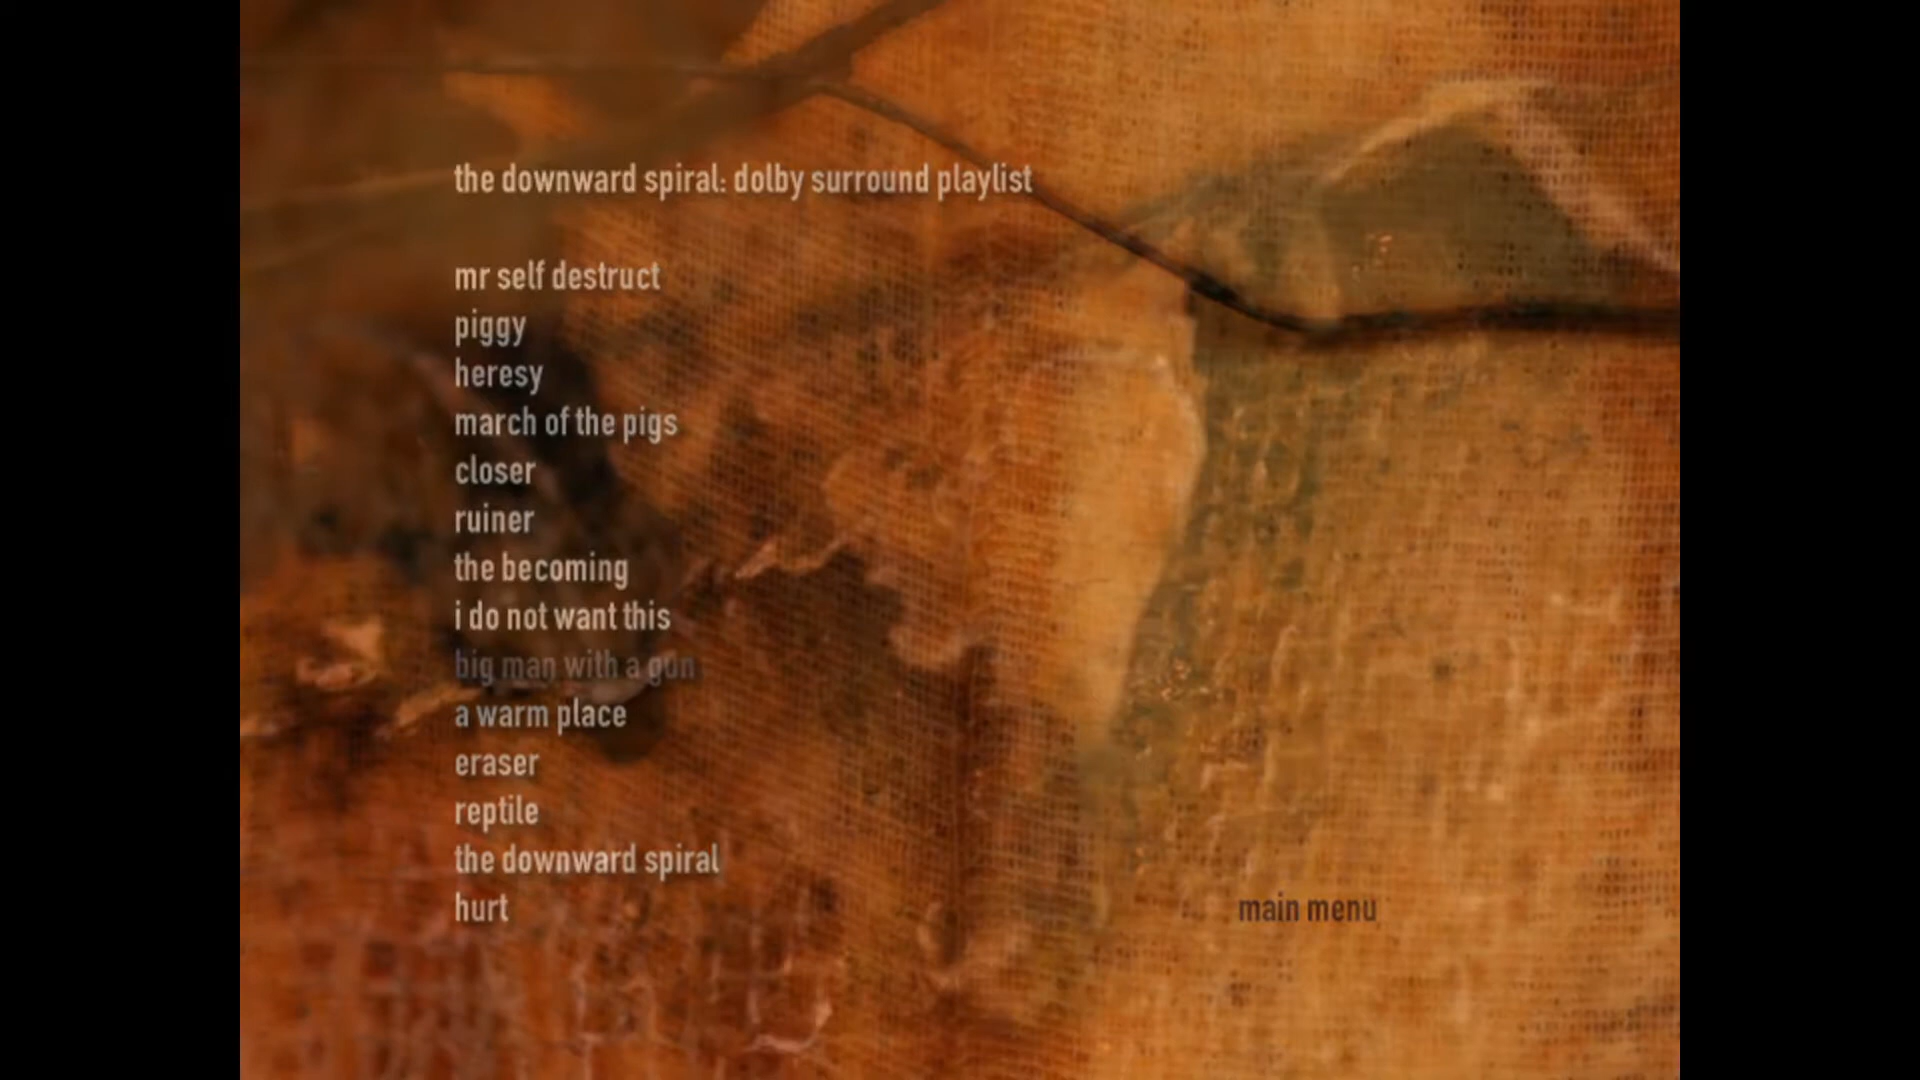 the downward spiral: dolby surround playlist
mr self destruct
piggy
heresy
march of the pigs
closer
ruiner
the becoming
i do not want this
big man with a gun
a warm place
eraser
reptile
the downward spiral
hurt
main menu